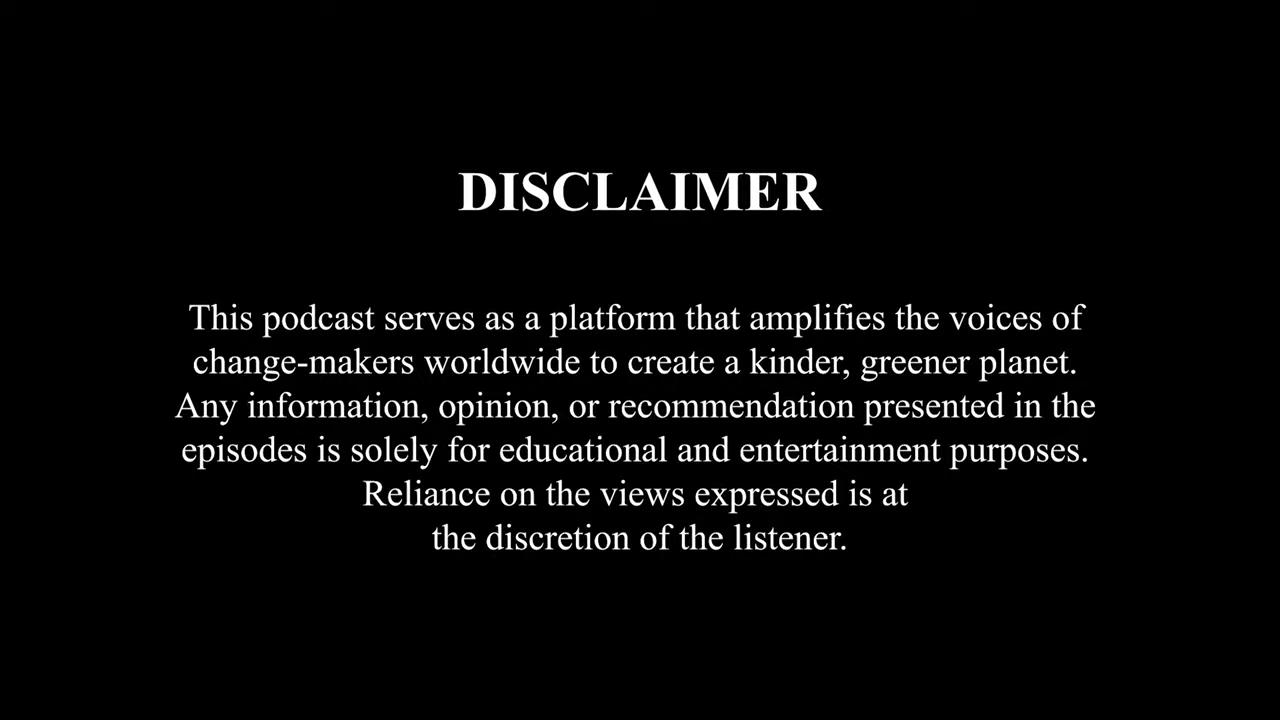 DISCLAIMER
This podcast serves as a platform that amplifies the voices of
change-makers worldwide to create a kinder, greener planet.
Any information, opinion, or recommendation presented in the
episodes is solely for educational and entertainment purposes.
Reliance on the views expressed is at
the discretion of the listener.